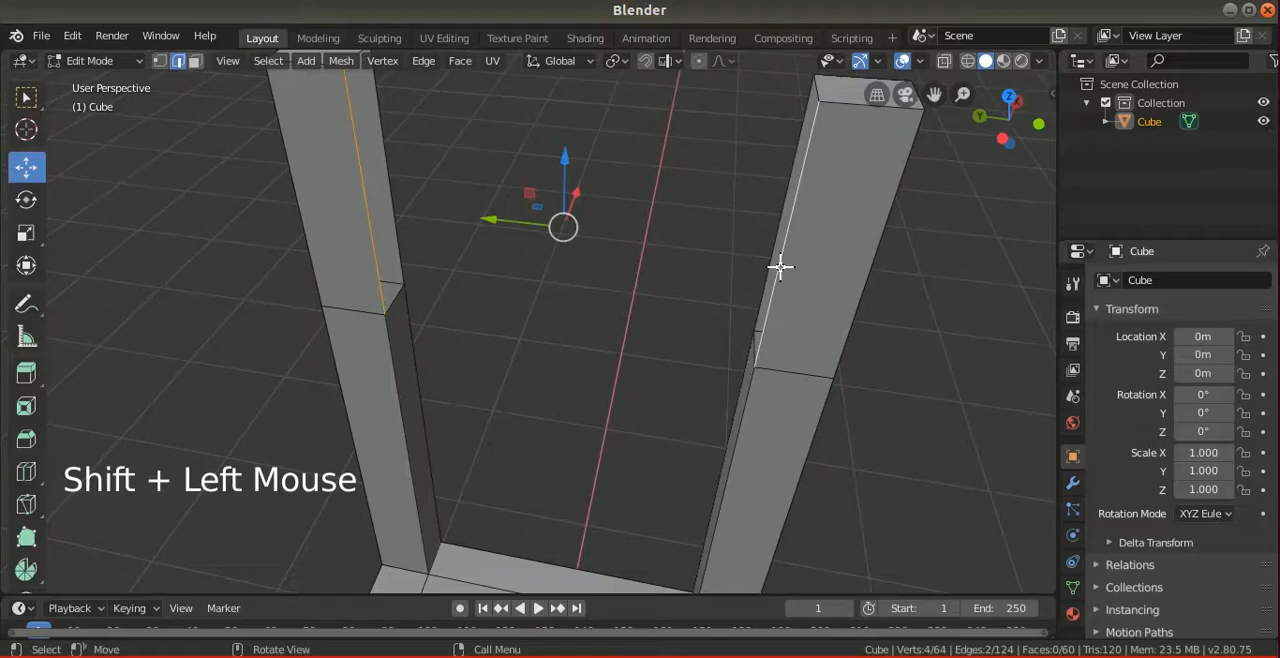 Blender
File Edit Render Window Help Layout Modeling Sculpting UV Editing Texture Paint Shading Animation Rendering Compositing Scripting + Scene View Layer
Edit Mode View Select Add Mesh Vertex Edge Face UV Global
User Perspective
(1) Cube
Z
Y
X
Scene Collection
Collection
Cube
Cube
Cube
Transform
Location X 0m
Y 0m
Z 0m
Rotation X 0°
Y 0°
Z 0°
Scale X 1.000
Y 1.000
Z 1.000
Rotation Mode XYZ Eule
Delta Transform
Relations
Collections
Instancing
Motion Paths
Shift + Left Mouse
Playback Keying View Marker 1 Start: 1 End: 250
Select Move Rotate View Call Menu Cube | Verts:4/64 | Edges:2/124 | Faces:0/60 | Tris:120 | Mem: 23.5 MB | v2.80.75